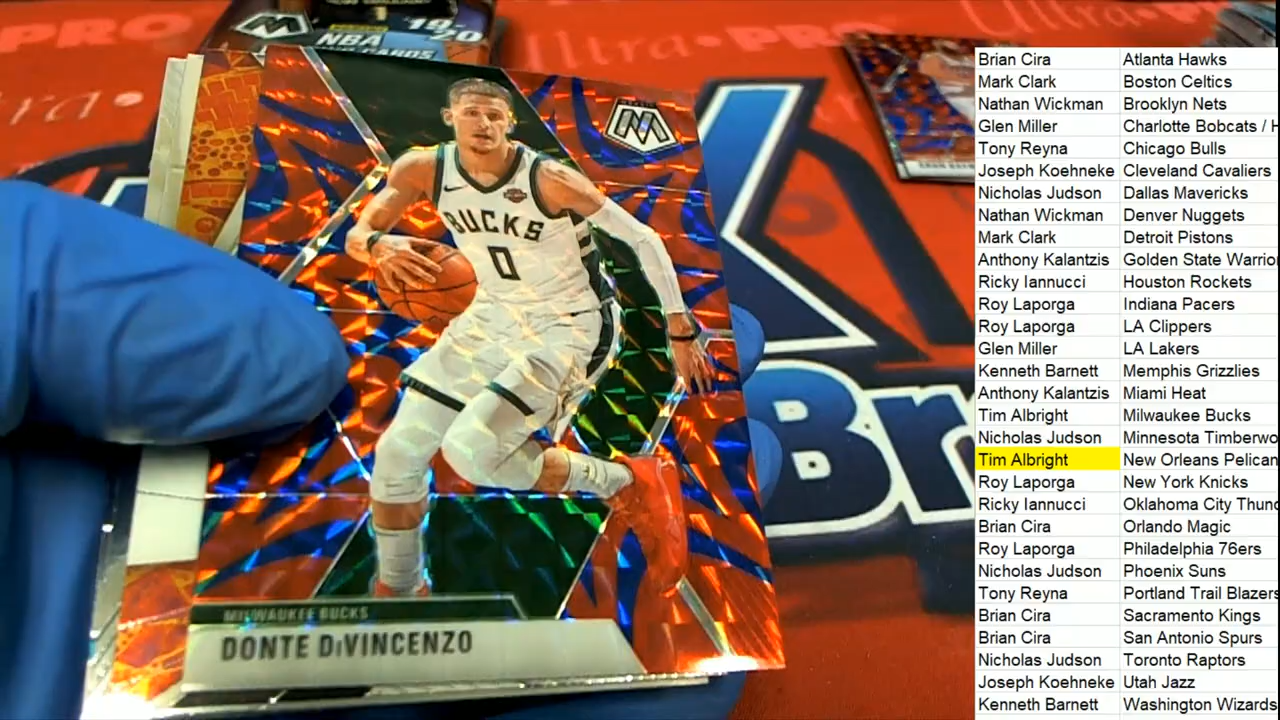 PRO
Ultra PRO
1
19-20
NBA
CARDS
M
BUCKS
0
MILWAUKEE BUCKS
DONTE DiVINCENZO
Br
Brian Cira Atlanta Hawks
Mark Clark Boston Celtics
Nathan Wickman Brooklyn Nets
Glen Miller Charlotte Bobcats / H
Tony Reyna Chicago Bulls
Joseph Koehneke Cleveland Cavaliers
Nicholas Judson Dallas Mavericks
Nathan Wickman Denver Nuggets
Mark Clark Detroit Pistons
Anthony Kalantzis Golden State Warrior
Ricky Iannucci Houston Rockets
Roy Laporga Indiana Pacers
Roy Laporga LA Clippers
Glen Miller LA Lakers
Kenneth Barnett Memphis Grizzlies
Anthony Kalantzis Miami Heat
Tim Albright Milwaukee Bucks
Nicholas Judson Minnesota Timberwo
Tim Albright New Orleans Pelican
Roy Laporga New York Knicks
Ricky Iannucci Oklahoma City Thund
Brian Cira Orlando Magic
Roy Laporga Philadelphia 76ers
Nicholas Judson Phoenix Suns
Tony Reyna Portland Trail Blazers
Brian Cira Sacramento Kings
Brian Cira San Antonio Spurs
Nicholas Judson Toronto Raptors
Joseph Koehneke Utah Jazz
Kenneth Barnett Washington Wizards